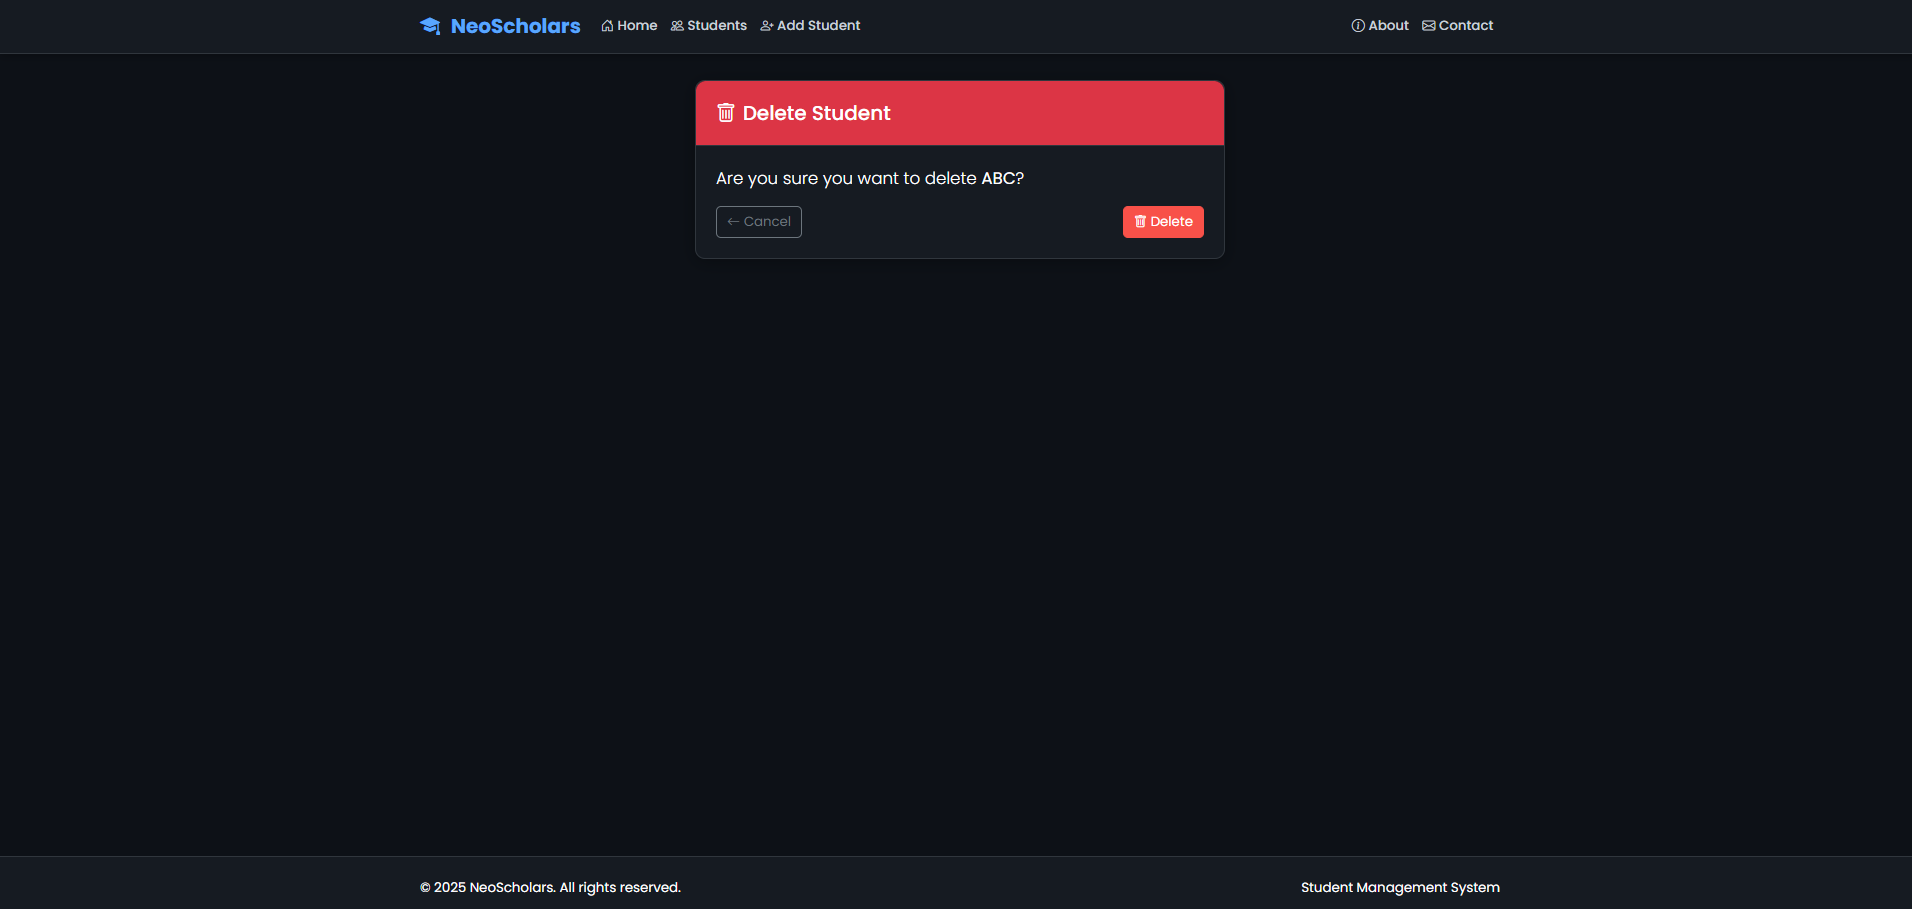 NeoScholars Home Students Add Student About Contact
Delete Student
Are you sure you want to delete ABC?
← Cancel Delete
© 2025 NeoScholars. All rights reserved. Student Management System